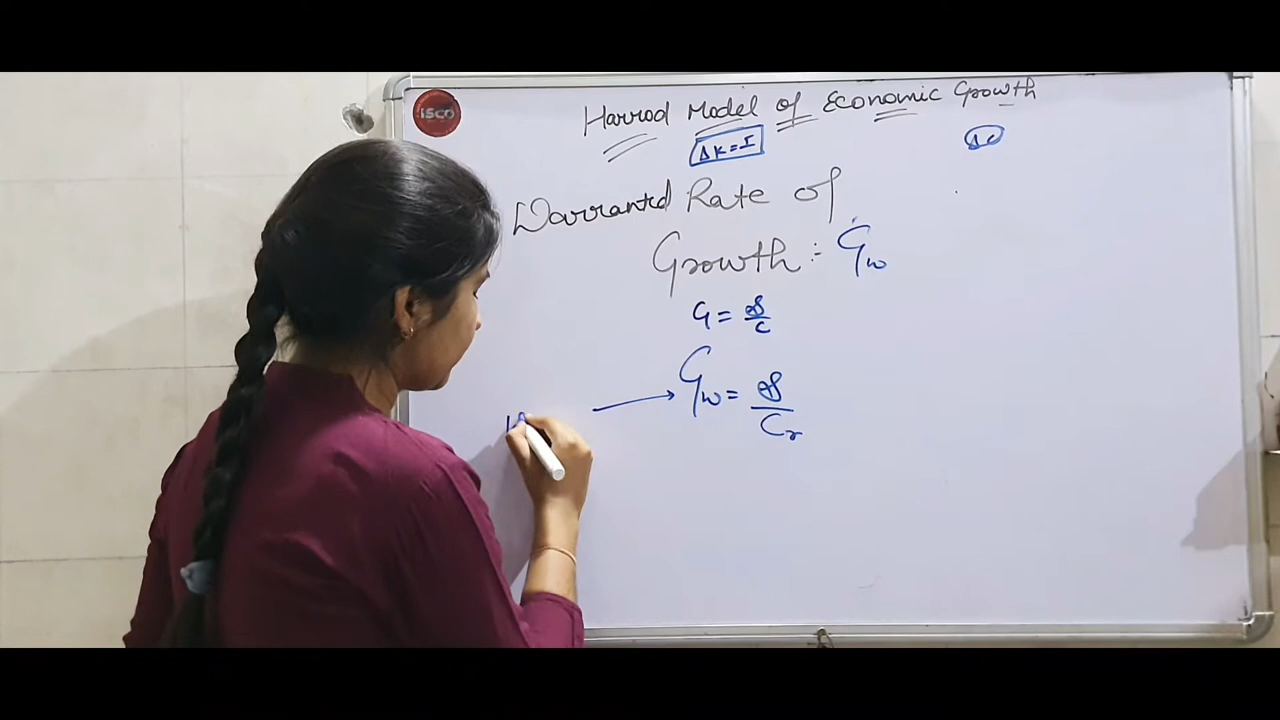 isco
Harrod Model of Economic Growth
ΔK = I
Warranted Rate of
Growth :- Gw
G = s/C
Gw = s/Cr